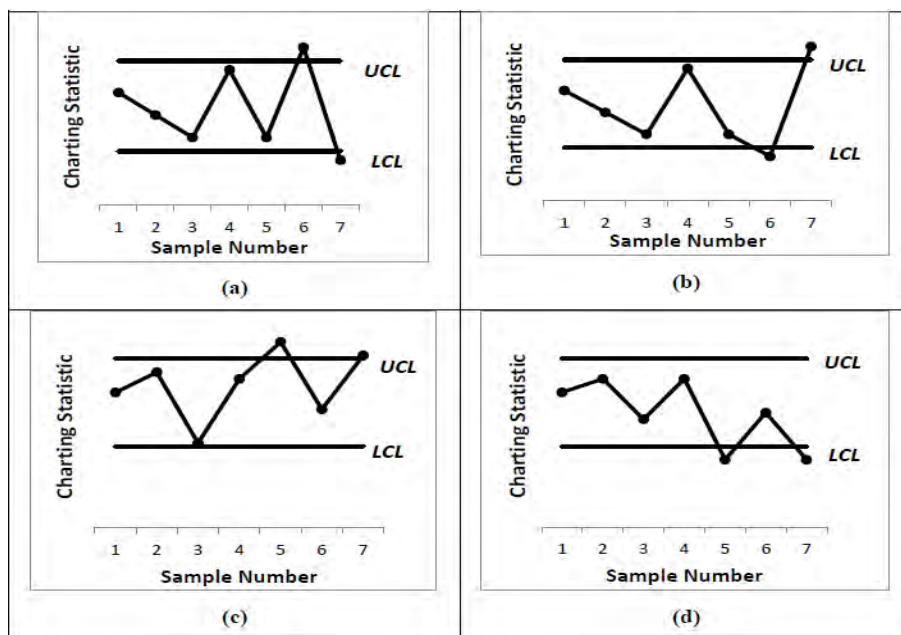 Charting Statistic
UCL
LCL
1 2 3 4 5 6 7
Sample Number
(a)
Charting Statistic
UCL
LCL
1 2 3 4 5 6 7
Sample Number
(b)
Charting Statistic
UCL
LCL
1 2 3 4 5 6 7
Sample Number
(c)
Charting Statistic
UCL
LCL
1 2 3 4 5 6 7
Sample Number
(d)